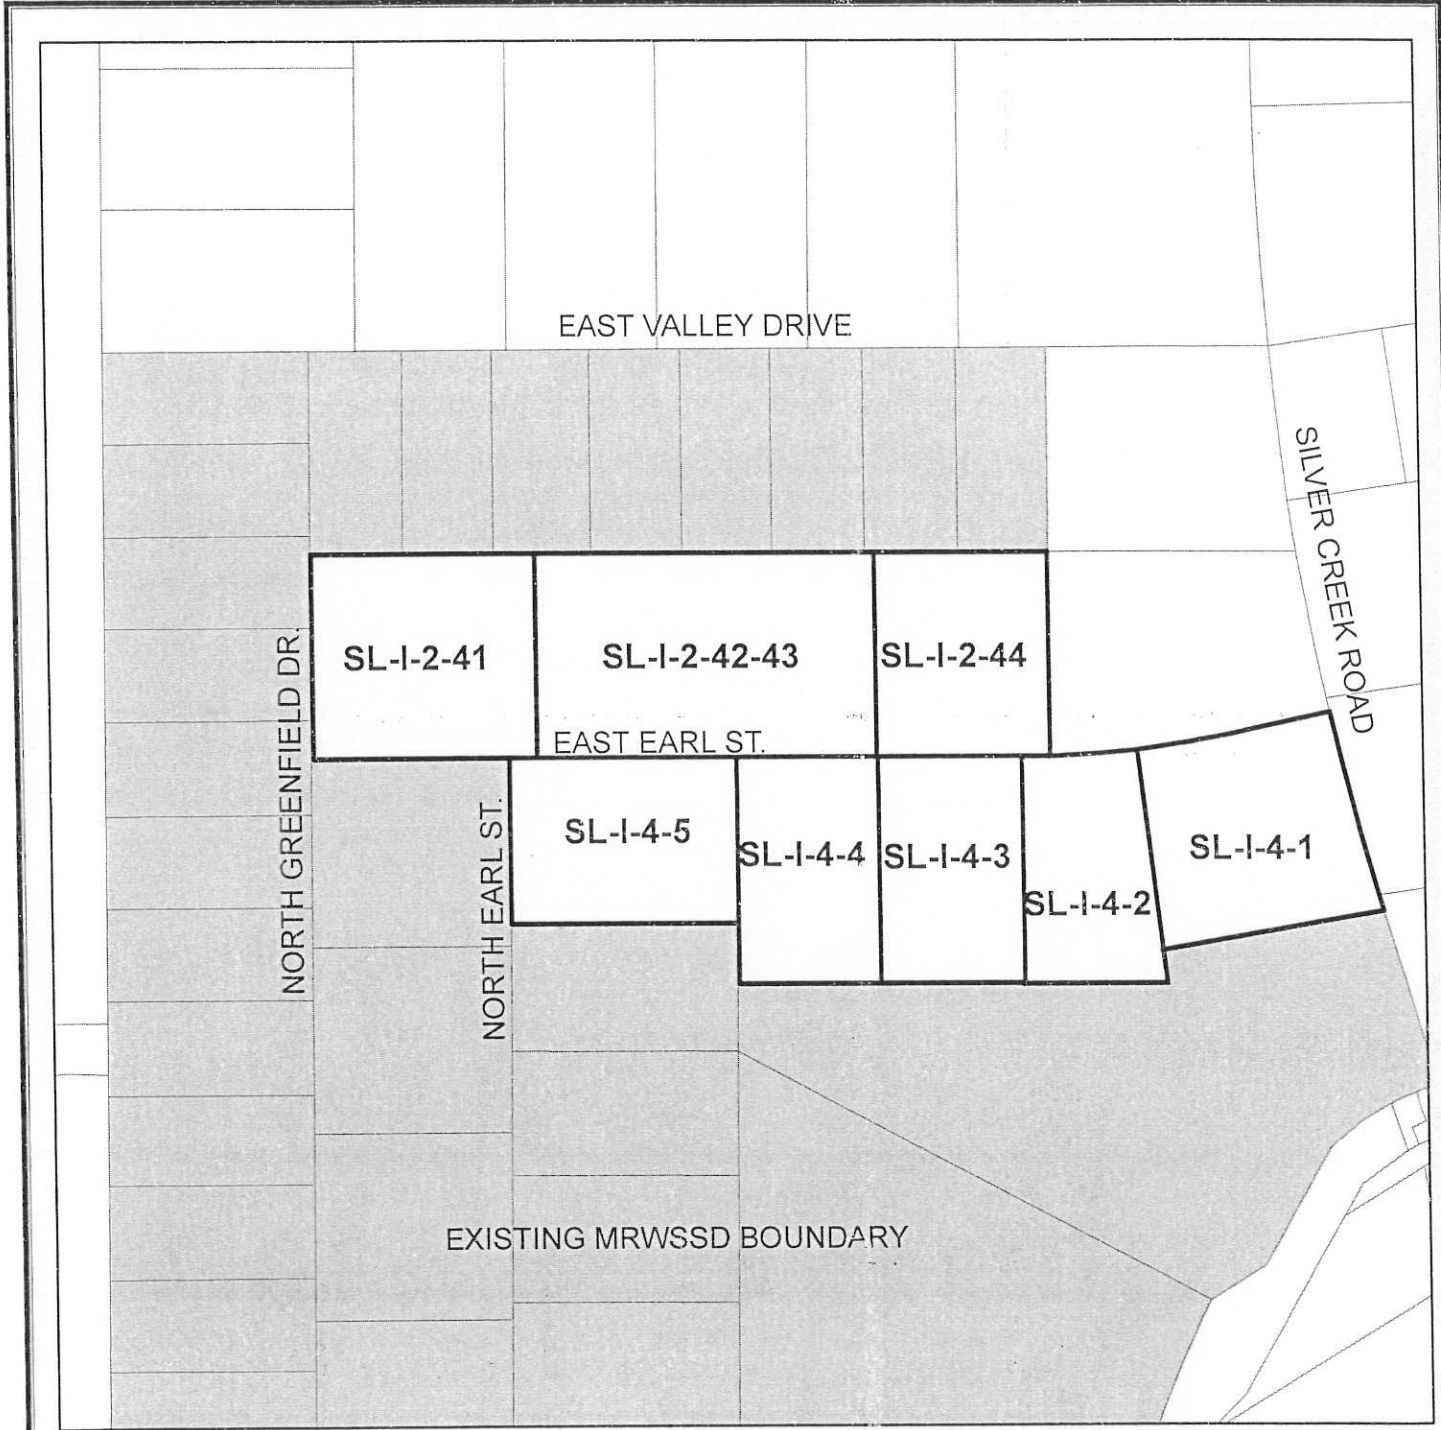 EAST VALLEY DRIVE
SILVER CREEK ROAD
SL-I-2-41
SL-I-2-42-43
SL-I-2-44
NORTH GREENFIELD DR.
EAST EARL ST.
NORTH EARL ST.
SL-I-4-5
SL-I-4-4
SL-I-4-3
SL-I-4-2
SL-I-4-1
EXISTING MRWSSD BOUNDARY